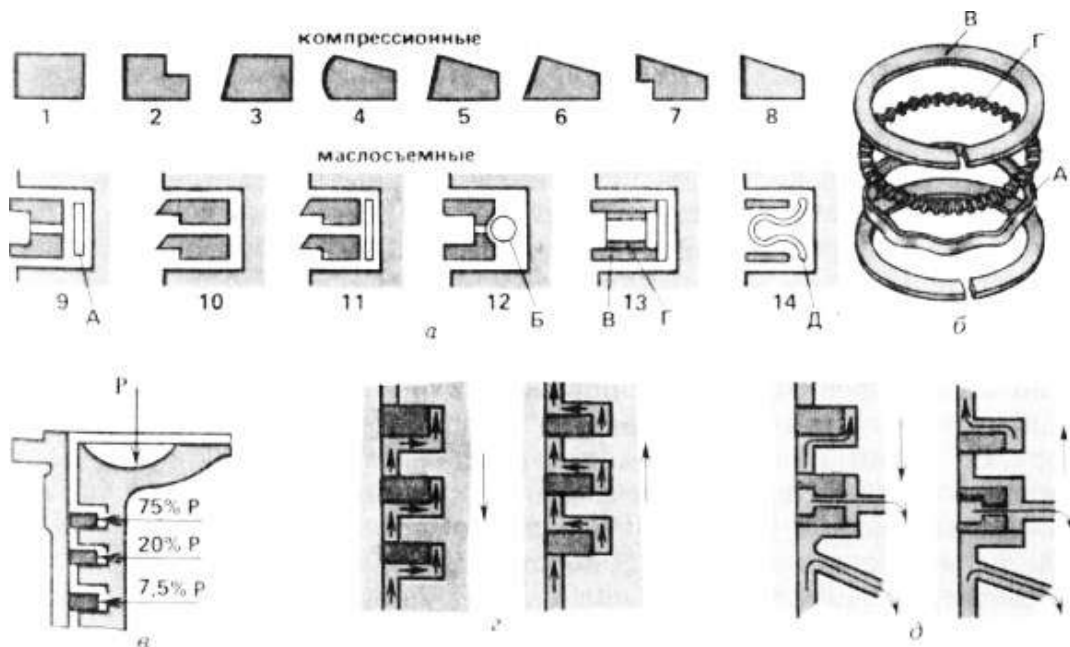 компрессионные
1 2 3 4 5 6 7 8
маслосъемные
9 10 11 12 13 14
А Б В Г Д
а
В
Г
А
б
Р
75% Р
20% Р
7,5% Р
в
г
д